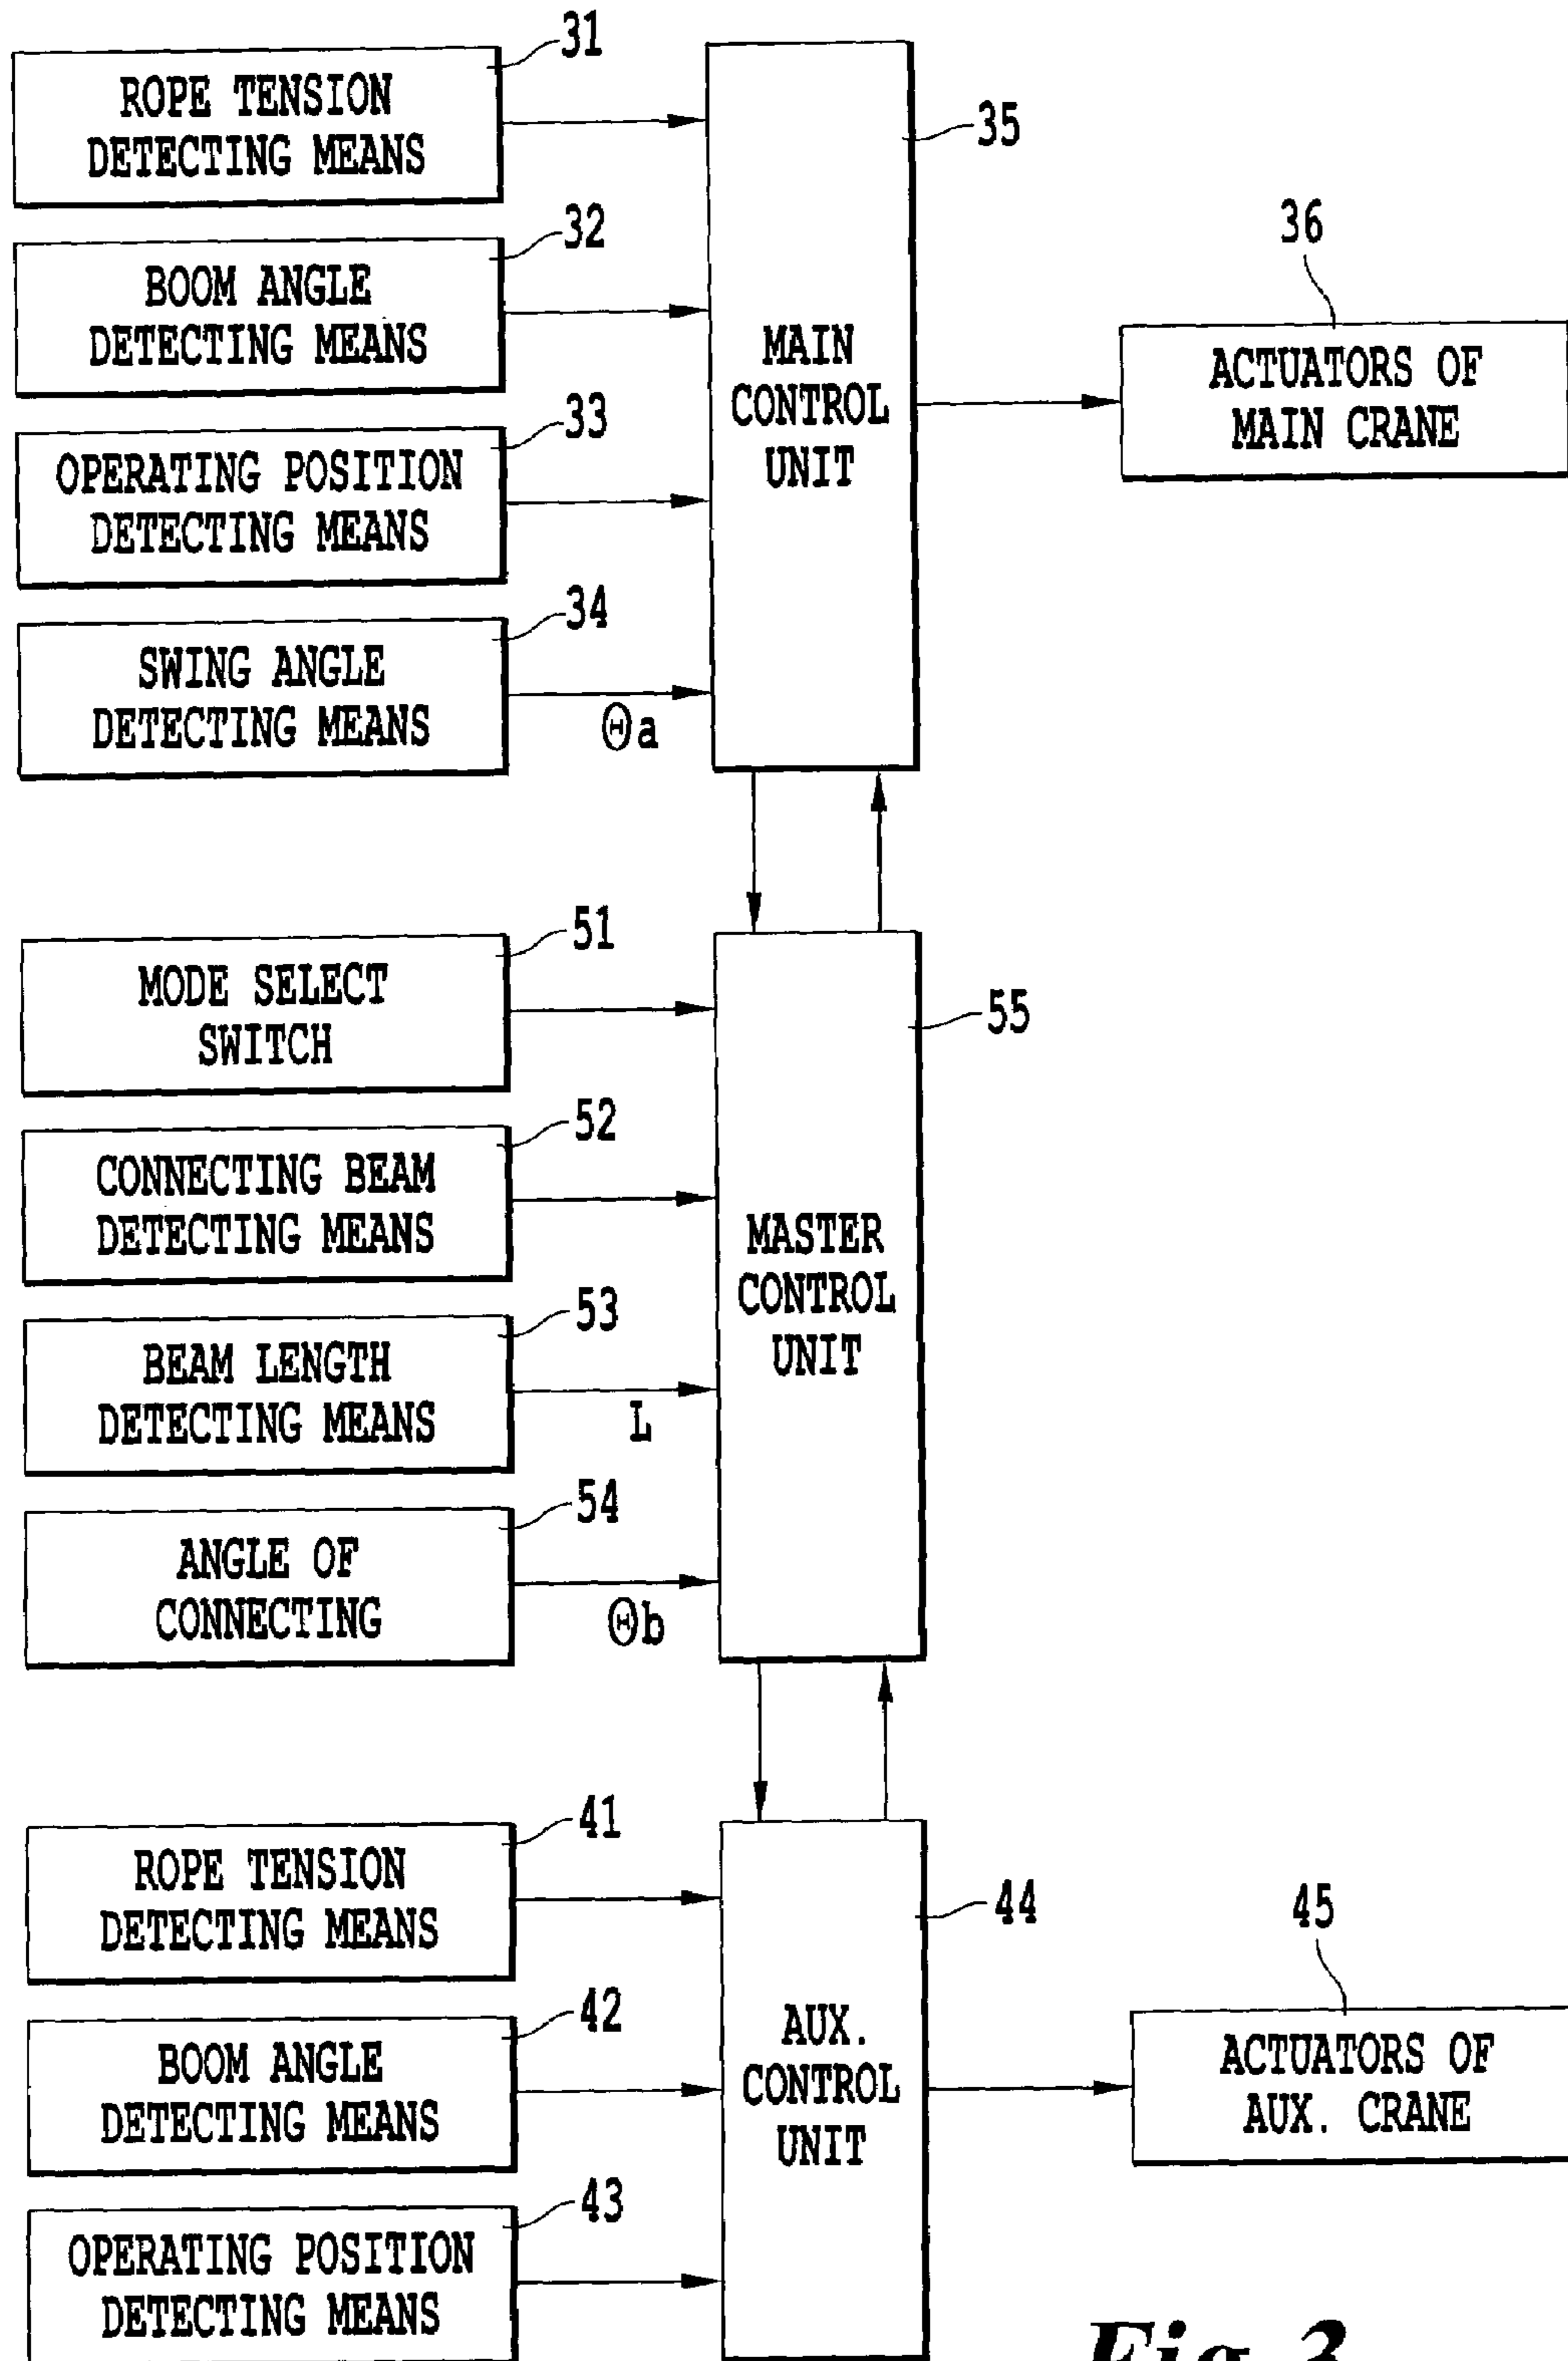 31
ROPE TENSION
DETECTING MEANS
32
BOOM ANGLE
DETECTING MEANS
33
OPERATING POSITION
DETECTING MEANS
34
SWING ANGLE
DETECTING MEANS
Θa
35
MAIN
CONTROL
UNIT
36
ACTUATORS OF
MAIN CRANE
51
MODE SELECT
SWITCH
52
CONNECTING BEAM
DETECTING MEANS
53
BEAM LENGTH
DETECTING MEANS
L
54
ANGLE OF
CONNECTING
Θb
55
MASTER
CONTROL
UNIT
41
ROPE TENSION
DETECTING MEANS
42
BOOM ANGLE
DETECTING MEANS
43
OPERATING POSITION
DETECTING MEANS
44
AUX.
CONTROL
UNIT
45
ACTUATORS OF
AUX. CRANE
Fig. 3